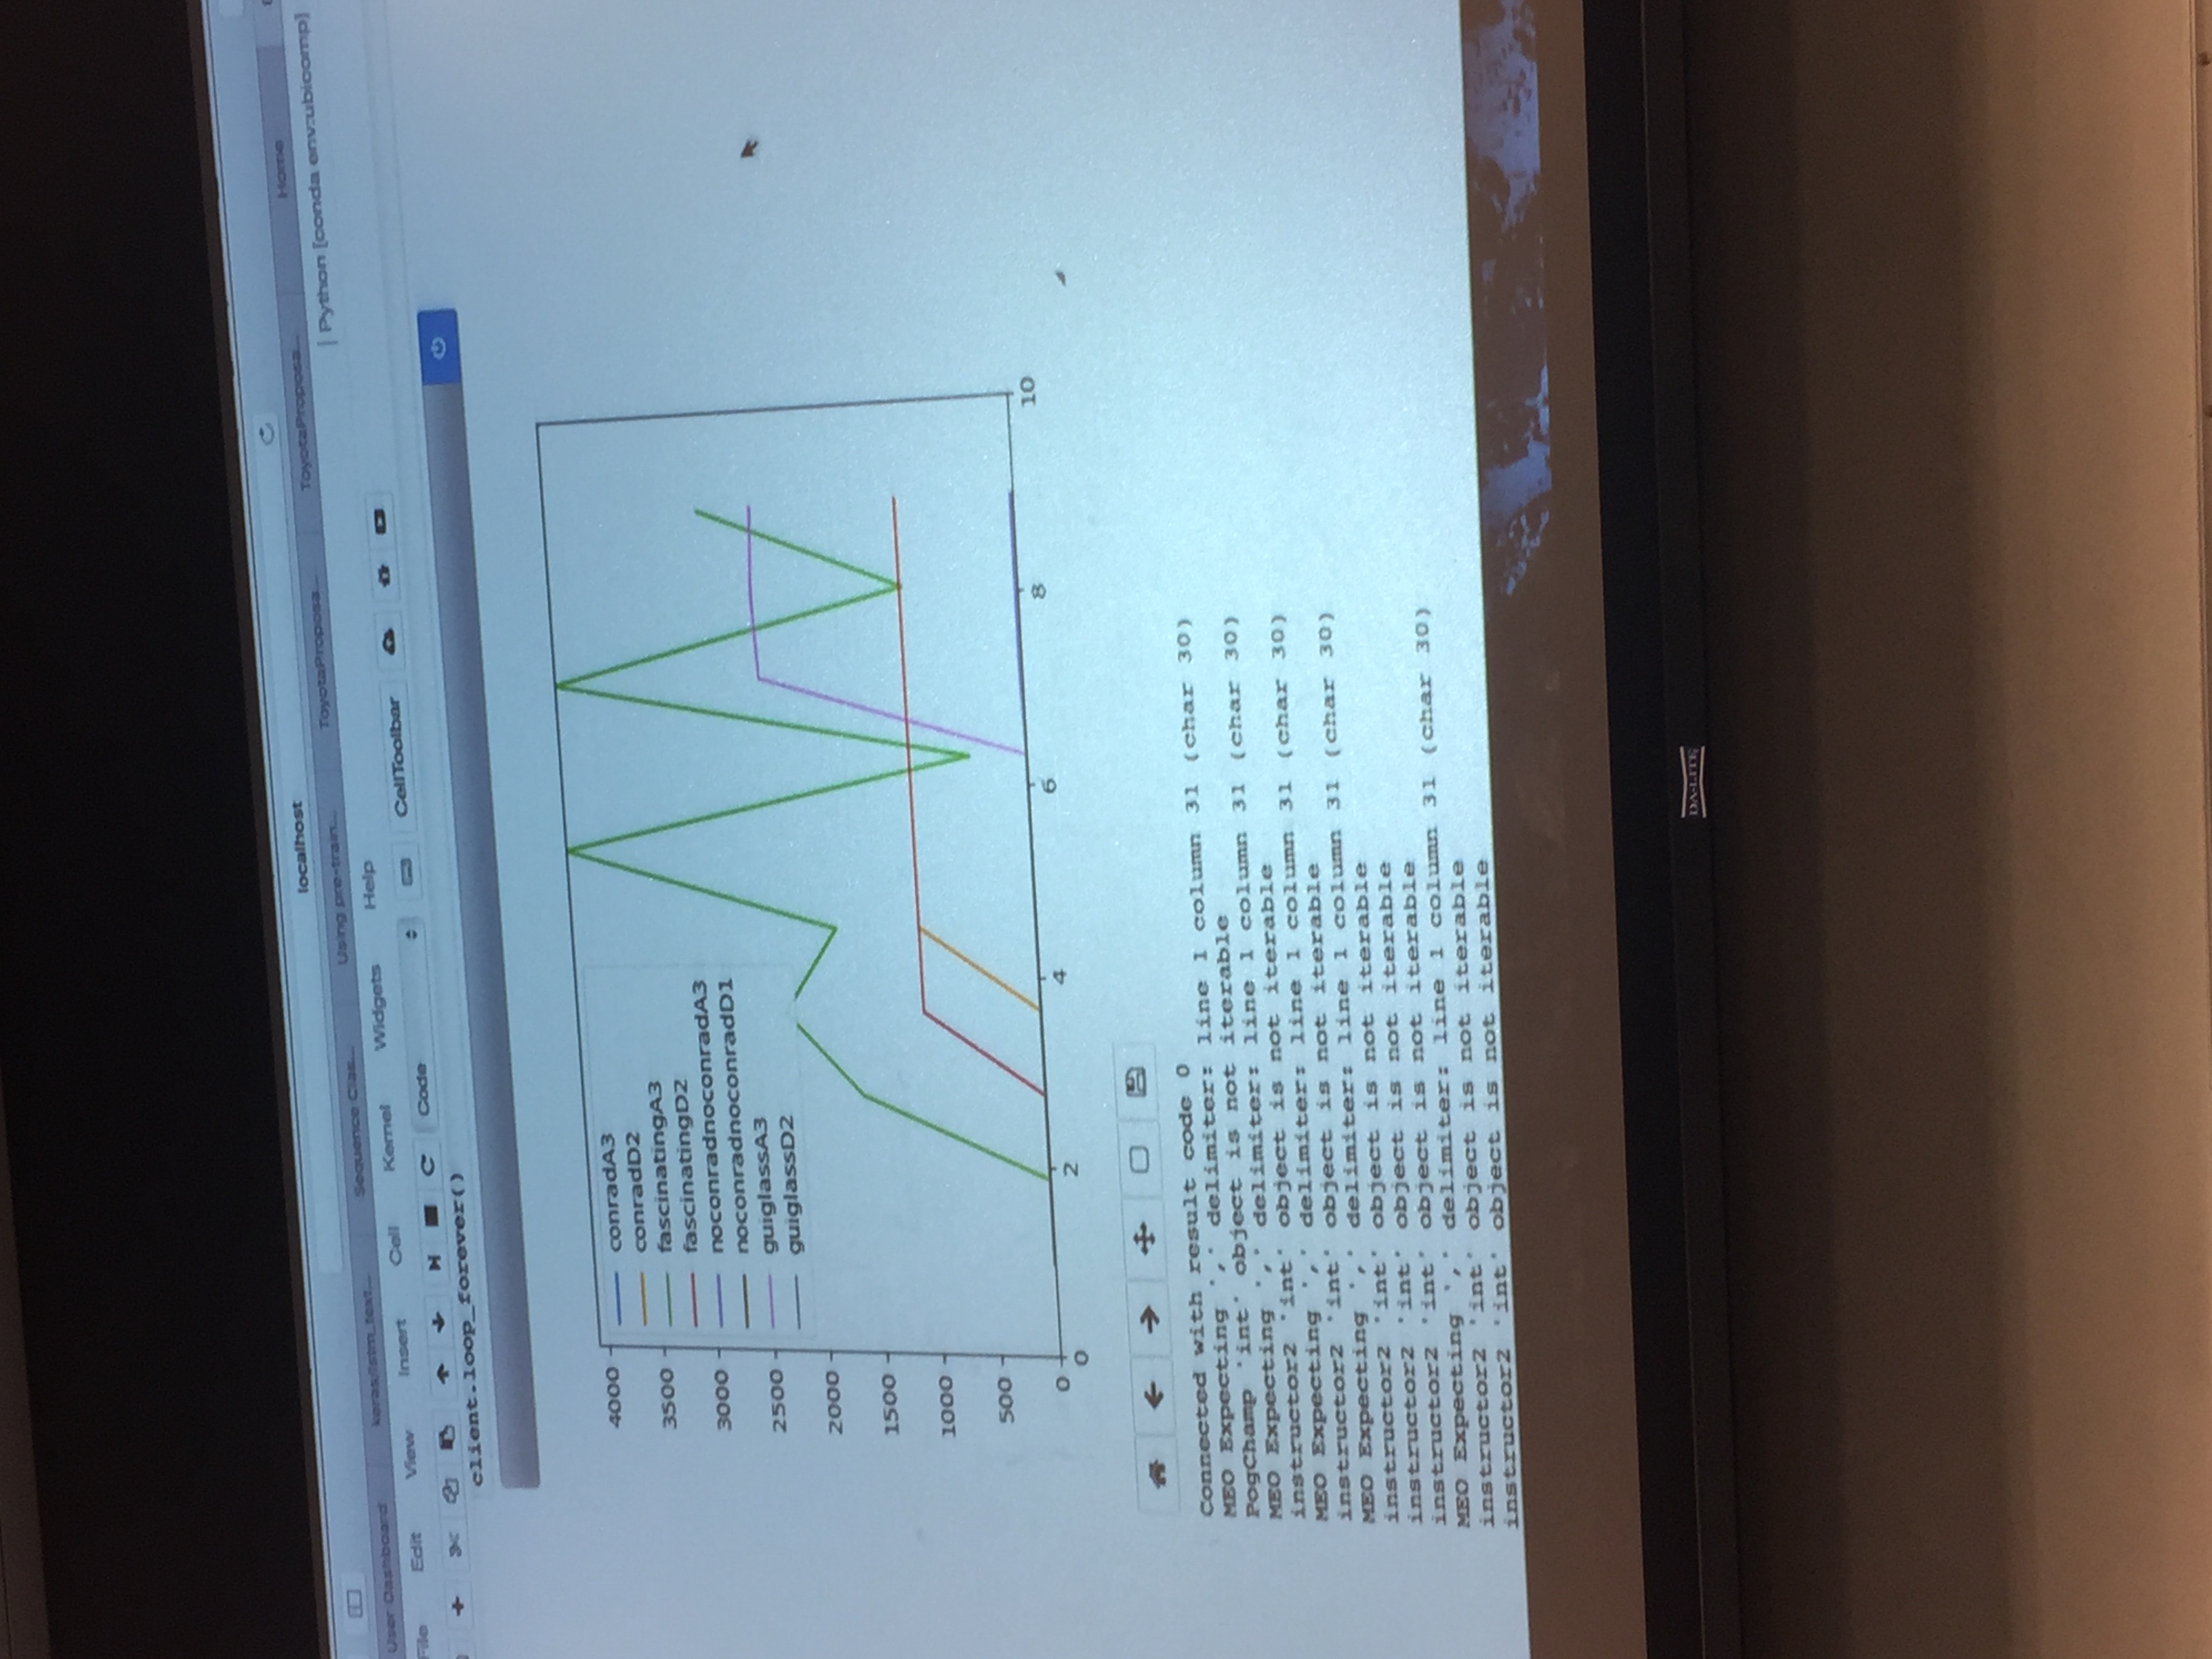 localhost
User Dashboard keras/lstm_text... Sequence Clas... Using pre-train... ToyotaProposa... ToyotaProposa... Home
File Edit View Insert Cell Kernel Widgets Help | Python [conda env:ubicomp]
Code CellToolbar
client.loop_forever()
4000
3500
3000
2500
2000
1500
1000
500
0
conradA3
conradD2
fascinatingA3
fascinatingD2
noconradnoconradA3
noconradnoconradD1
guiglassA3
guiglassD2
0 2 4 6 8 10
Connected with result code 0
MEO Expecting ',' delimiter: line 1 column 31 (char 30)
PogChamp 'int' object is not iterable
MEO Expecting ',' delimiter: line 1 column 31 (char 30)
instructor2 'int' object is not iterable
MEO Expecting ',' delimiter: line 1 column 31 (char 30)
instructor2 'int' object is not iterable
MEO Expecting ',' delimiter: line 1 column 31 (char 30)
instructor2 'int' object is not iterable
instructor2 'int' object is not iterable
instructor2 'int' object is not iterable
MEO Expecting ',' delimiter: line 1 column 31 (char 30)
instructor2 'int' object is not iterable
instructor2 'int' object is not iterable
DA-LITE